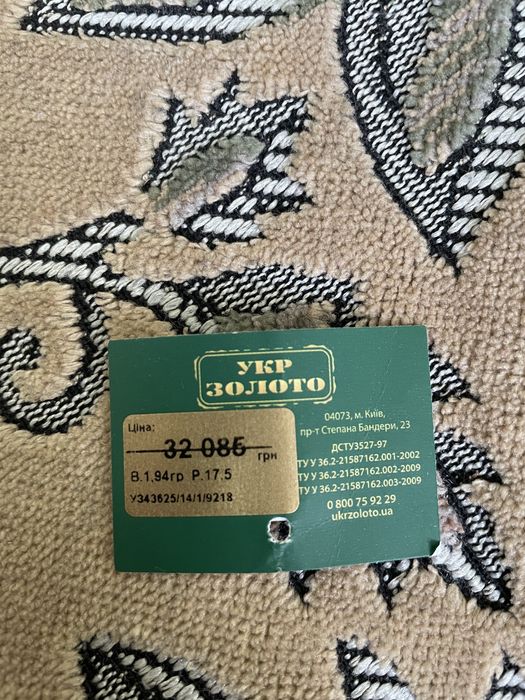 УКР
ЗОЛОТО
04073, м. Київ,
пр-т Степана Бандери, 23
ДСТУ3527-97
ТУ У 36.2-21587162.001-2002
ТУ У 36.2-21587162.002-2009
ТУ У 36.2-21587162.003-2009
0 800 75 92 29
ukrzoloto.ua
Ціна:
32 086 грн
В.1,94гр Р.17,5
У343625/14/1/9218